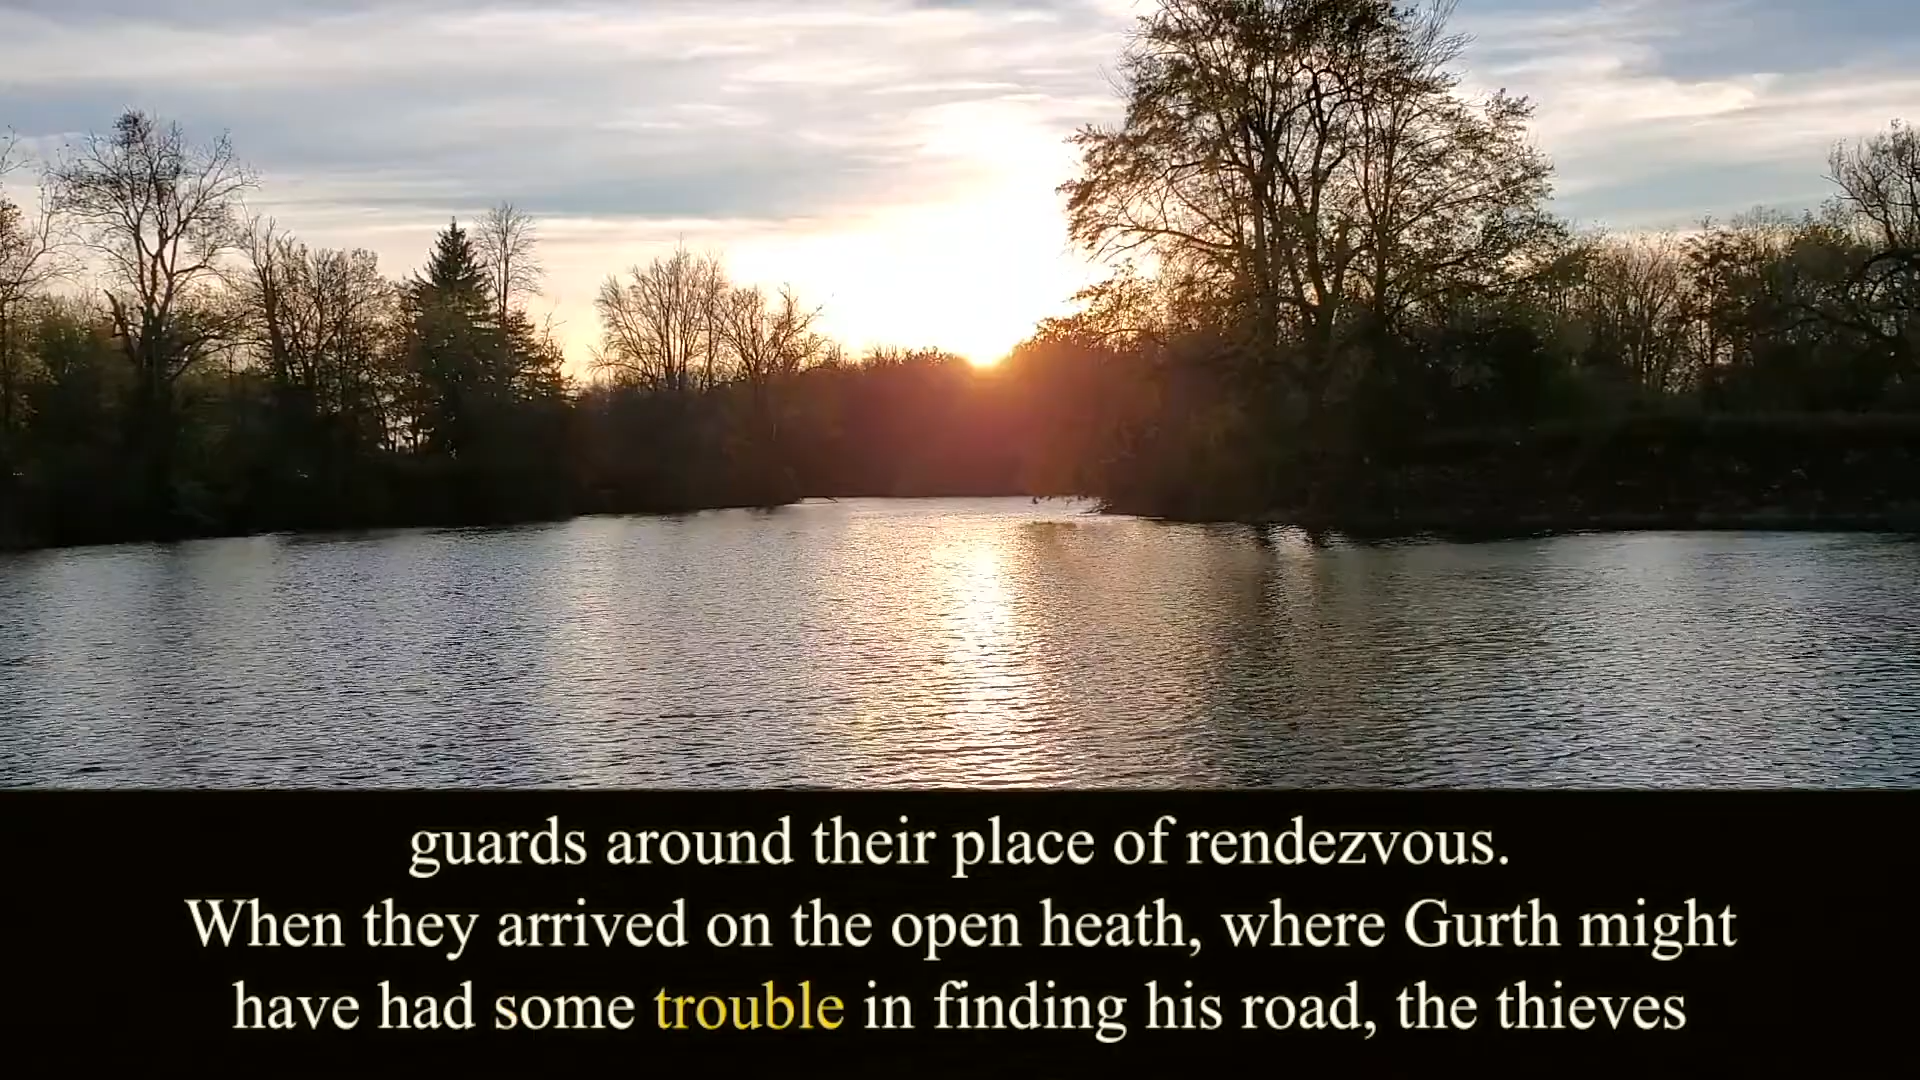 guards around their place of rendezvous.
When they arrived on the open heath, where Gurth might
have had some trouble in finding his road, the thieves